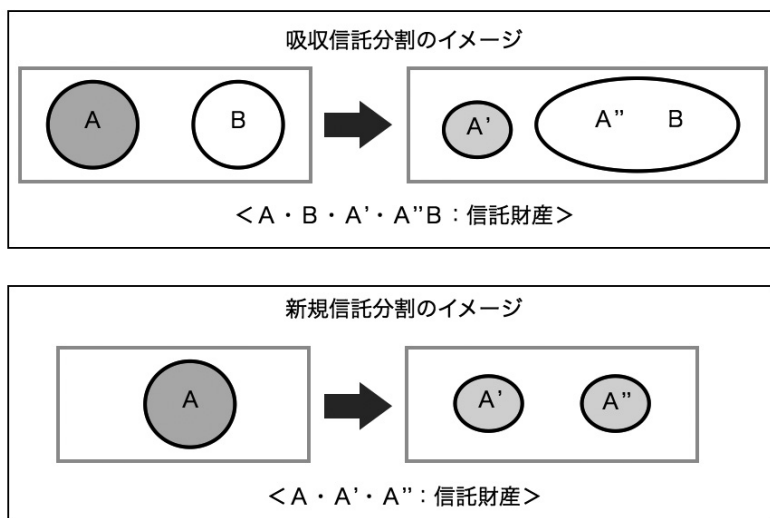 吸収信託分割のイメージ
A B A' A'' B
<A・B・A'・A''B:信託財産>
新規信託分割のイメージ
A A' A''
<A・A'・A'':信託財産>